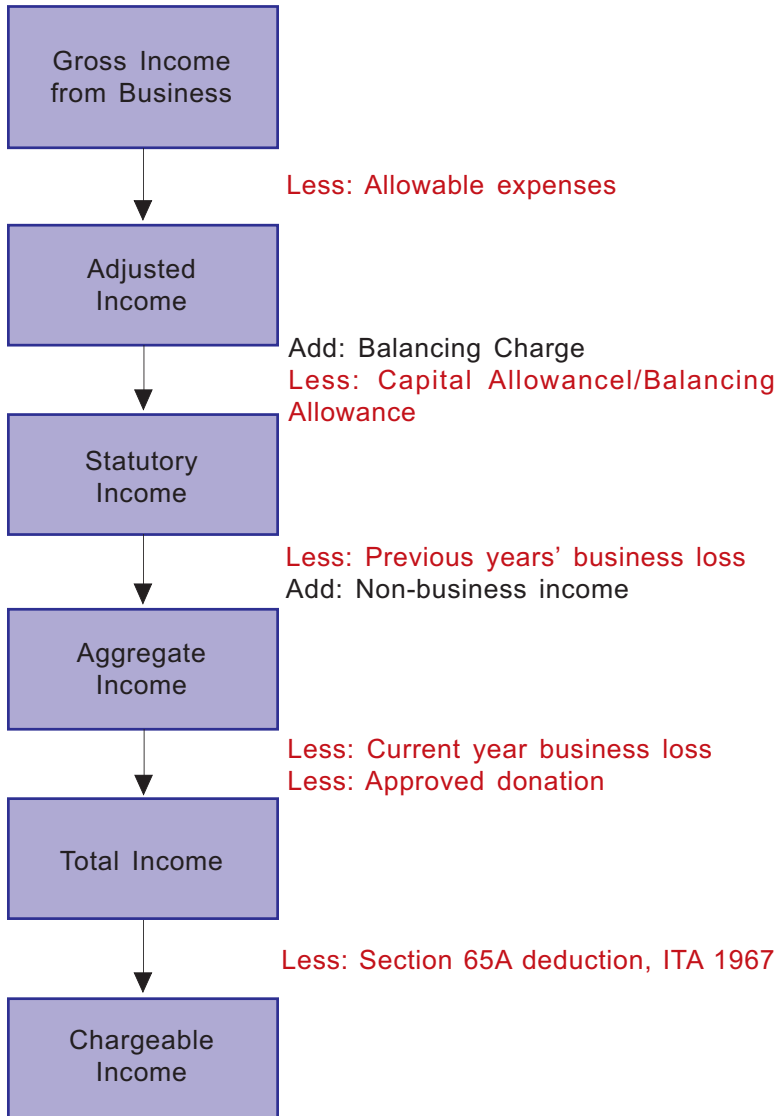 Gross Income
from Business
Less: Allowable expenses
Adjusted
Income
Add: Balancing Charge
Less: Capital Allowancel/Balancing
Allowance
Statutory
Income
Less: Previous years’ business loss
Add: Non-business income
Aggregate
Income
Less: Current year business loss
Less: Approved donation
Total Income
Less: Section 65A deduction, ITA 1967
Chargeable
Income